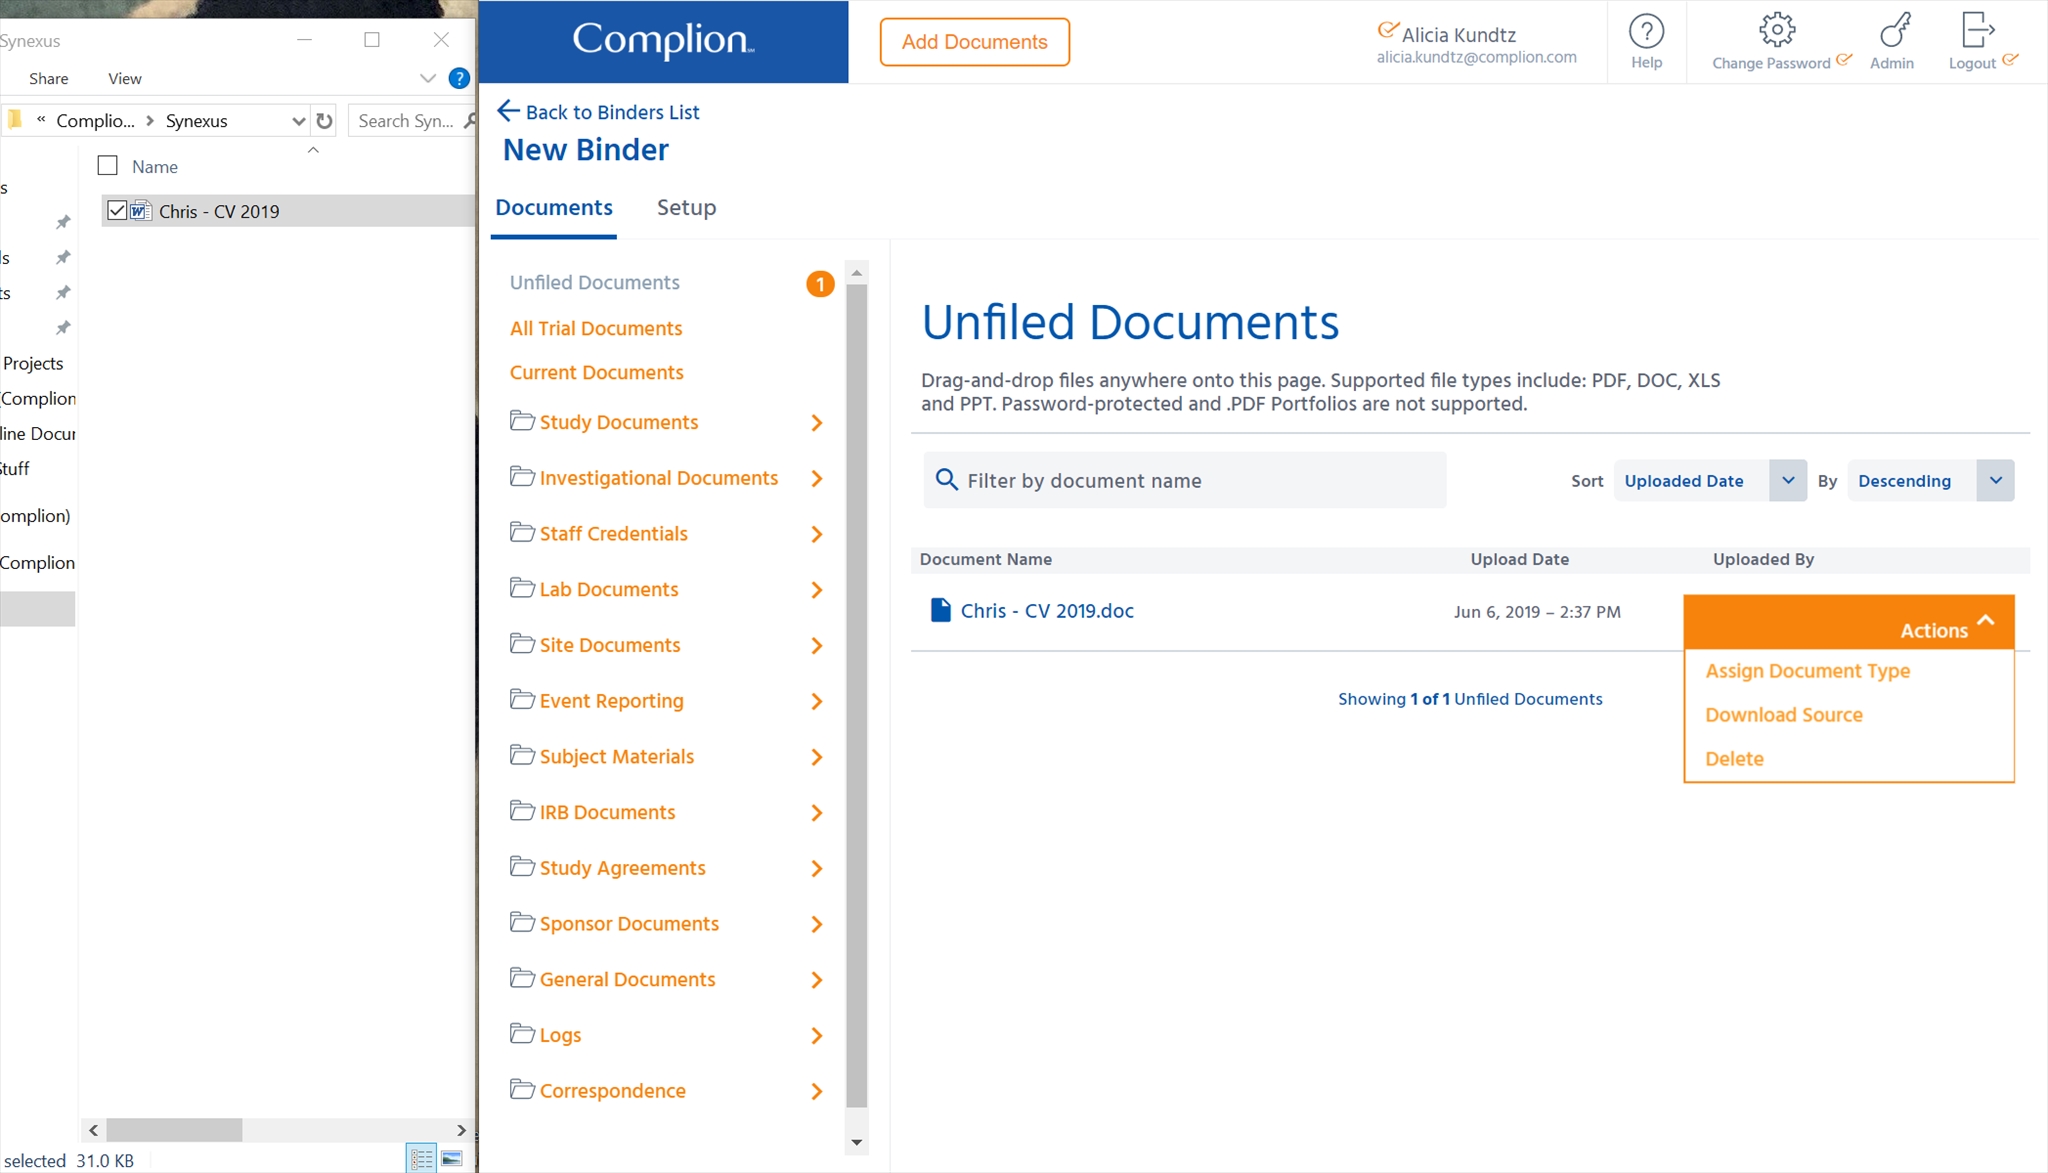 Synexus
Share View ?
« Complio... > Synexus Search Syn...
Name
s
Chris - CV 2019
ls
ts
Projects
(Complion
line Docur
Stuff
omplion)
Complion
selected 31.0 KB
Complion
Add Documents
Alicia Kundtz
alicia.kundtz@complion.com
Help
Change Password
Admin
Logout
Back to Binders List
New Binder
Documents Setup
Unfiled Documents 1
All Trial Documents
Current Documents
Study Documents
Investigational Documents
Staff Credentials
Lab Documents
Site Documents
Event Reporting
Subject Materials
IRB Documents
Study Agreements
Sponsor Documents
General Documents
Logs
Correspondence
Unfiled Documents
Drag-and-drop files anywhere onto this page. Supported file types include: PDF, DOC, XLS
and PPT. Password-protected and .PDF Portfolios are not supported.
Filter by document name
Sort Uploaded Date By Descending
Document Name Upload Date Uploaded By
Chris - CV 2019.doc Jun 6, 2019 – 2:37 PM
Actions
Assign Document Type
Download Source
Delete
Showing 1 of 1 Unfiled Documents